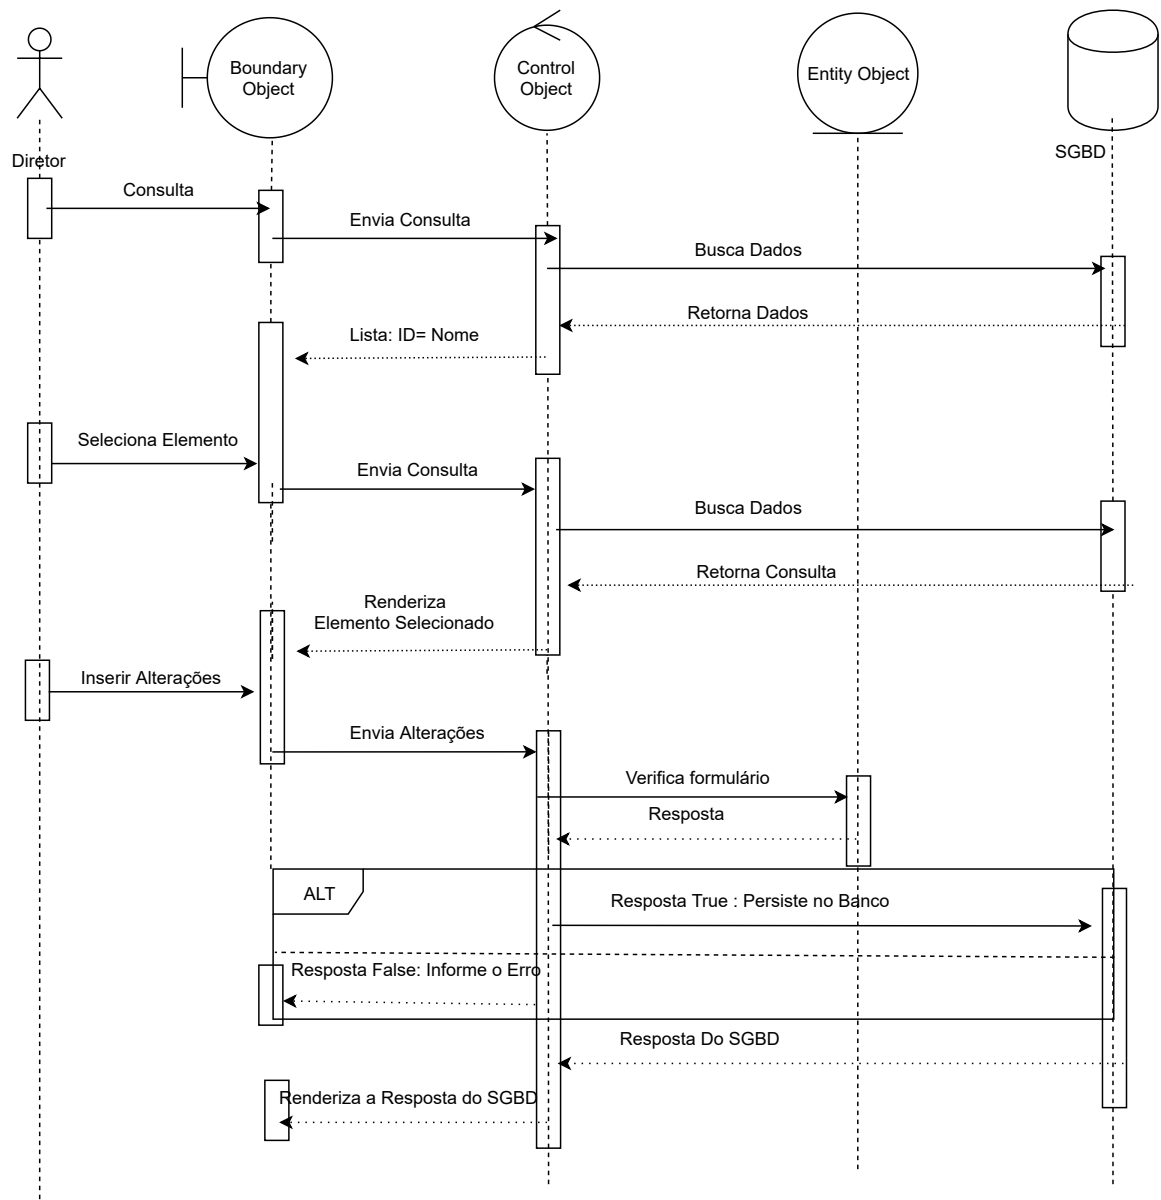 Boundary
Object
Control
Object
Entity Object
Diretor
SGBD
Consulta
Envia Consulta
Busca Dados
Retorna Dados
Lista: ID= Nome
Seleciona Elemento
Envia Consulta
Busca Dados
Retorna Consulta
Renderiza
Elemento Selecionado
Inserir Alterações
Envia Alterações
Verifica formulário
Resposta
ALT
Resposta True : Persiste no Banco
Resposta False: Informe o Erro
Resposta Do SGBD
Renderiza a Resposta do SGBD